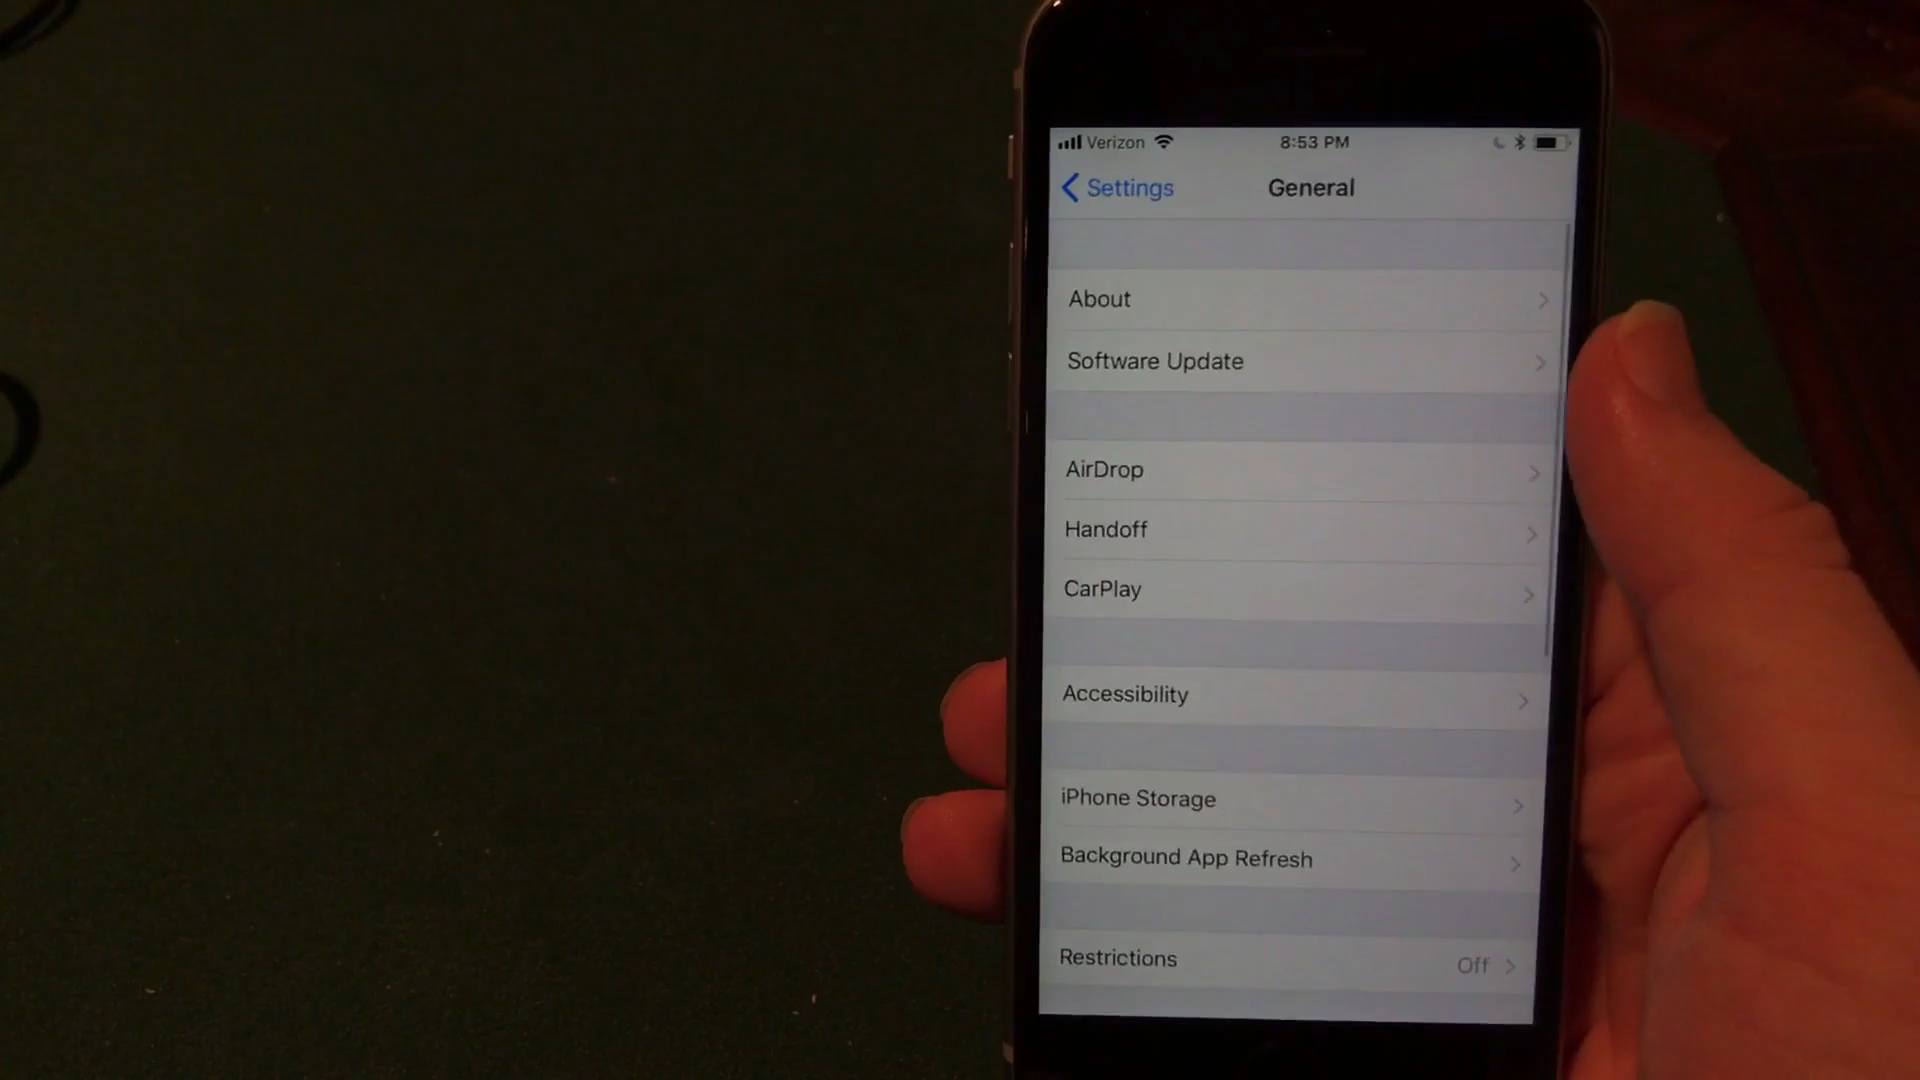 Verizon 8:53 PM
Settings General
About
Software Update
AirDrop
Handoff
CarPlay
Accessibility
iPhone Storage
Background App Refresh
Restrictions Off